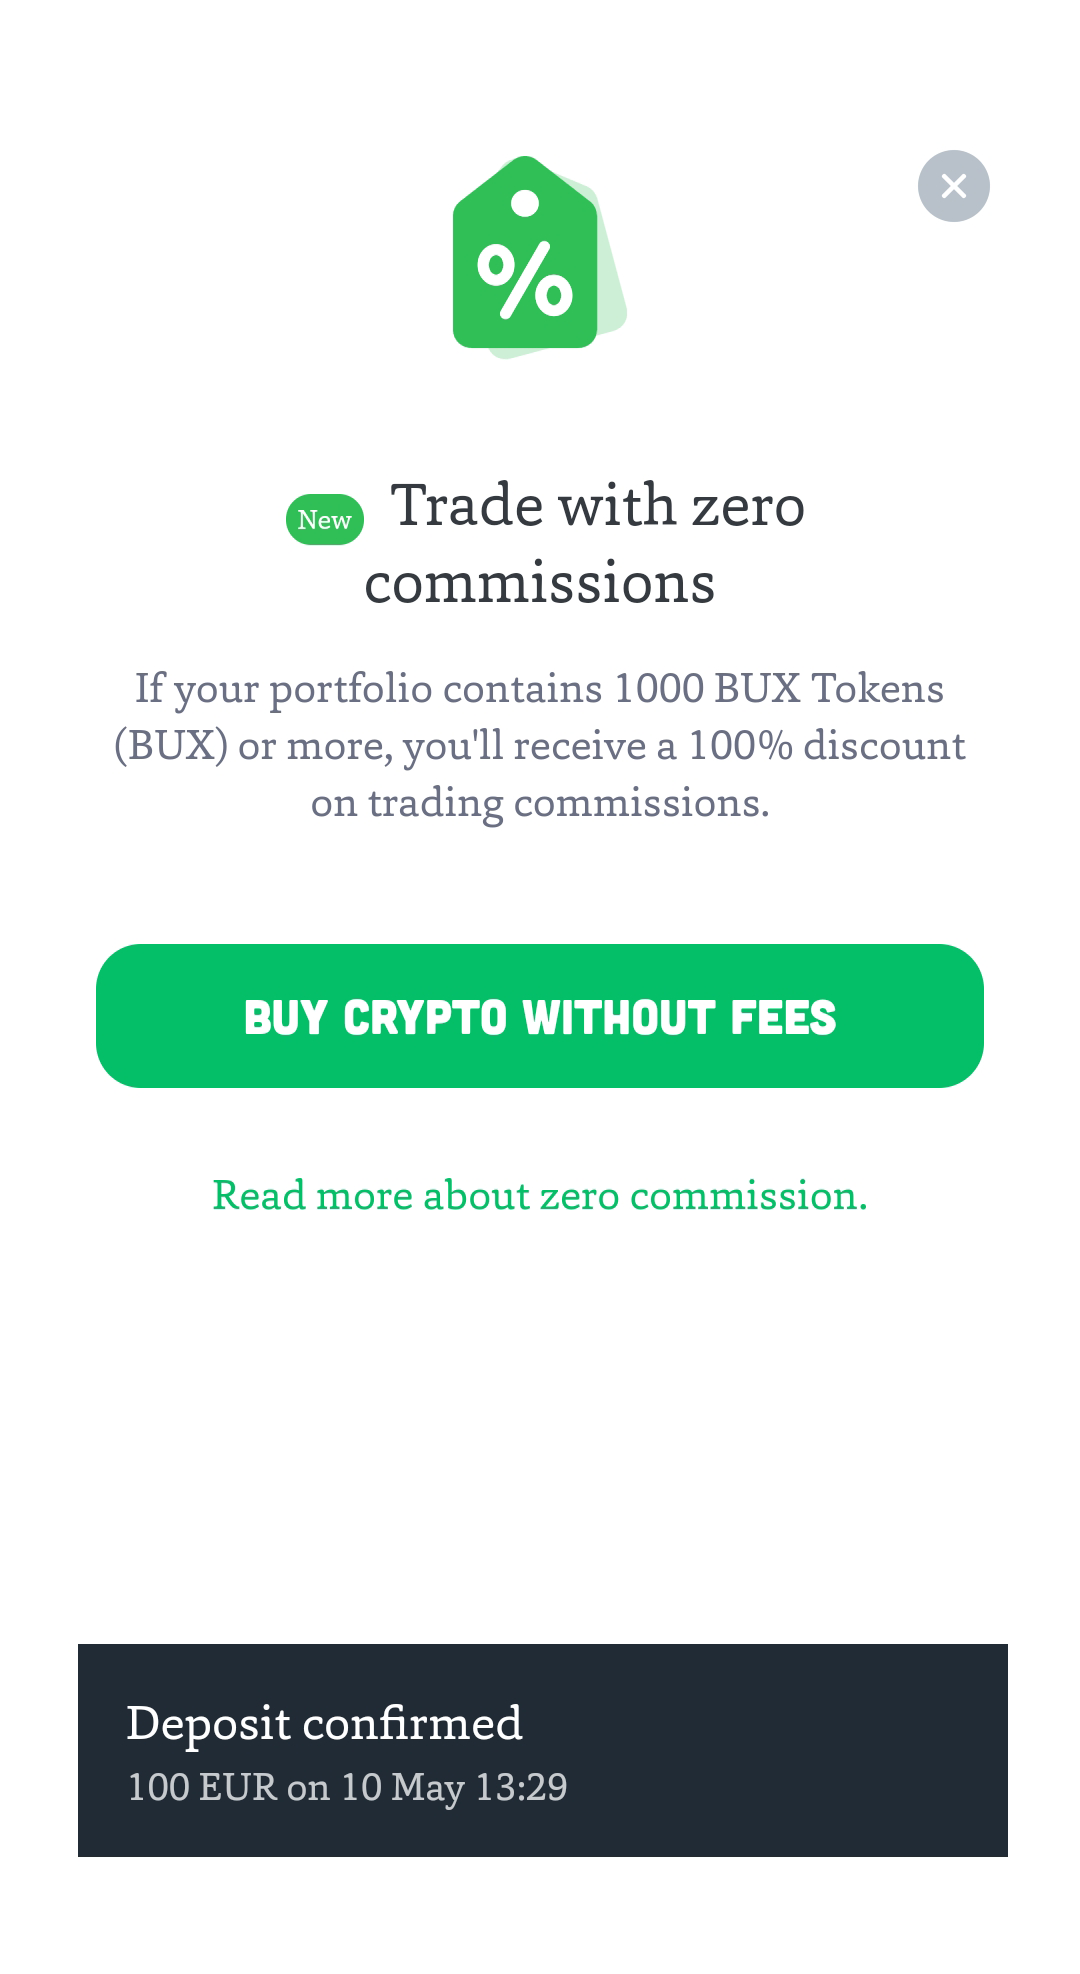 %
New Trade with zero
commissions
If your portfolio contains 1000 BUX Tokens
(BUX) or more, you'll receive a 100% discount
on trading commissions.
BUY CRYPTO WITHOUT FEES
Read more about zero commission.
Deposit confirmed
100 EUR on 10 May 13:29